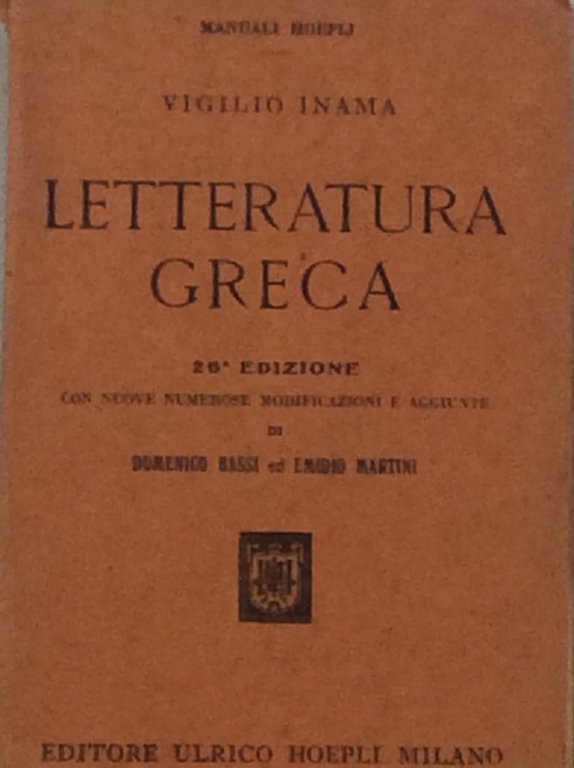 MANUALI HOEPLI
VIGILIO INAMA
LETTERATURA
GRECA
26ª EDIZIONE
CON NUOVE NUMEROSE MODIFICAZIONI E AGGIUNTE
DI
DOMENICO BASSI ed EMIDIO MARTINI
EDITORE ULRICO HOEPLI MILANO